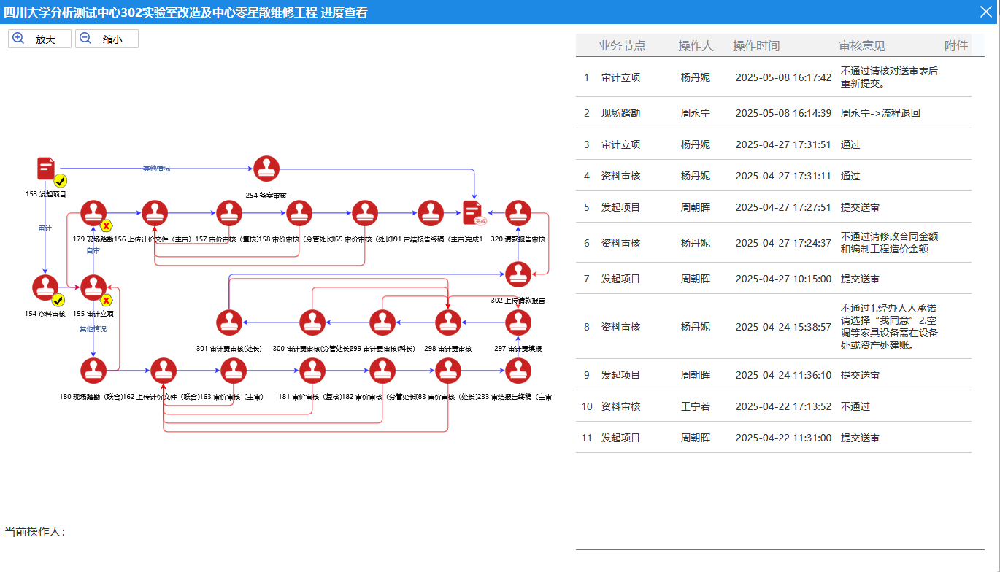 四川大学分析测试中心302实验室改造及中心零星散维修工程 进度查看
放大
缩小
业务节点 操作人 操作时间 审核意见 附件
1 审计立项 杨丹妮 2025-05-08 16:17:42 不通过请核对送审表后
重新提交。
2 现场踏勘 周永宁 2025-05-08 16:14:39 周永宁->流程退回
3 审计立项 杨丹妮 2025-04-27 17:31:51 通过
4 资料审核 杨丹妮 2025-04-27 17:31:11 通过
5 发起项目 周朝晖 2025-04-27 17:27:51 提交送审
6 资料审核 杨丹妮 2025-04-27 17:24:37 不通过请修改合同金额
和编制工程造价金额
7 发起项目 周朝晖 2025-04-27 10:15:00 提交送审
8 资料审核 杨丹妮 2025-04-24 15:38:57 不通过1.经办人人承诺
请选择“我同意”2.空
调等家具设备需在设备
处或资产处建账。
9 发起项目 周朝晖 2025-04-24 11:36:10 提交送审
10 资料审核 王宁若 2025-04-22 17:13:52 不通过
11 发起项目 周朝晖 2025-04-22 11:31:00 提交送审
其他情况
153 发起项目
294 备案审核
审计
完成
179 现场踏勘
156 上传计价文件（主审）
157 审价审核（复核）
158 审价审核（分管处长）
59 审价审核（处长）
91 审结报告终稿（主审
完成1
320 请款报告审核
自审
302 上传请款报告
154 资料审核
155 审计立项
其他情况
301 审计费审核(处长)
300 审计费审核(分管处长)
299 审计费审核(科长)
298 审计费审核
297 审计费填报
180 现场踏勘（联合)
162 上传计价文件（联合)
163 审价审核（主审）
181 审价审核（复核)
182 审价审核（分管处长)
83 审价审核（处长)
233 审结报告终稿（主审
当前操作人：